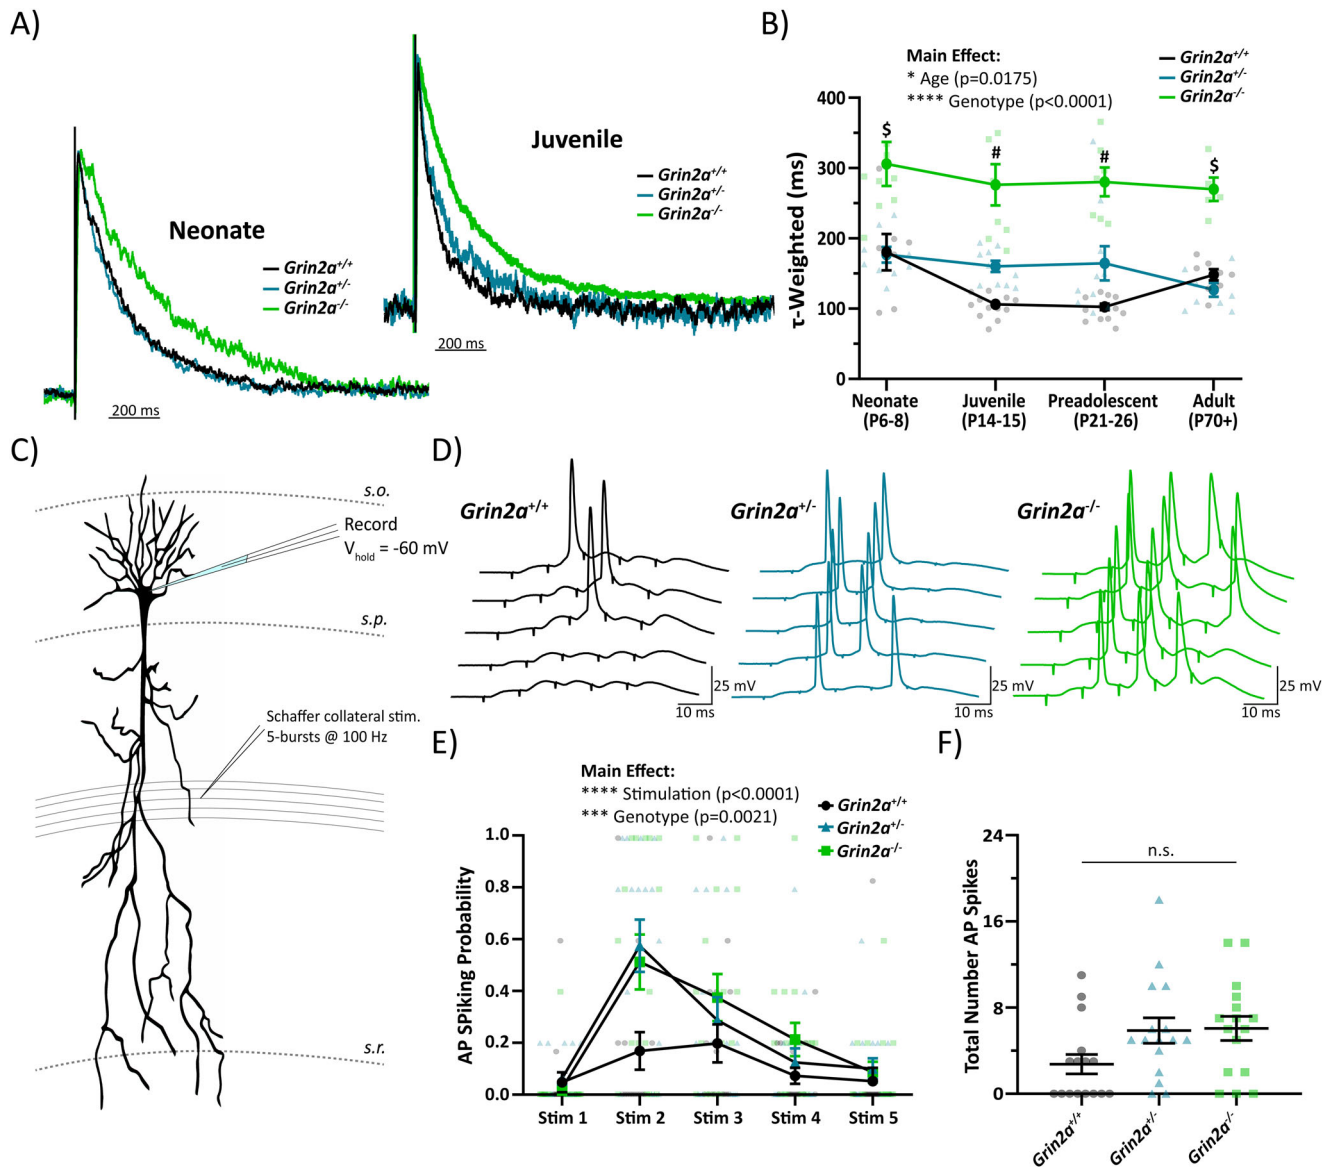 A)
Neonate
Grin2a+/+
Grin2a+/-
Grin2a-/-
200 ms
Juvenile
Grin2a+/+
Grin2a+/-
Grin2a-/-
200 ms
B)
Main Effect:
* Age (p=0.0175)
**** Genotype (p<0.0001)
Grin2a+/+
Grin2a+/-
Grin2a-/-
τ-Weighted (ms)
400
300
200
100
0
$
#
#
$
Neonate
(P6-8)
Juvenile
(P14-15)
Preadolescent
(P21-26)
Adult
(P70+)
C)
s.o.
Record
Vhold = -60 mV
s.p.
Schaffer collateral stim.
5-bursts @ 100 Hz
s.r.
D)
Grin2a+/+
25 mV
10 ms
Grin2a+/-
25 mV
10 ms
Grin2a-/-
25 mV
10 ms
E)
Main Effect:
**** Stimulation (p<0.0001)
*** Genotype (p=0.0021)
Grin2a+/+
Grin2a+/-
Grin2a-/-
AP SPiking Probability
1.0
0.8
0.6
0.4
0.2
0.0
Stim 1
Stim 2
Stim 3
Stim 4
Stim 5
F)
Total Number AP Spikes
24
16
8
0
n.s.
Grin2a+/+
Grin2a+/-
Grin2a-/-